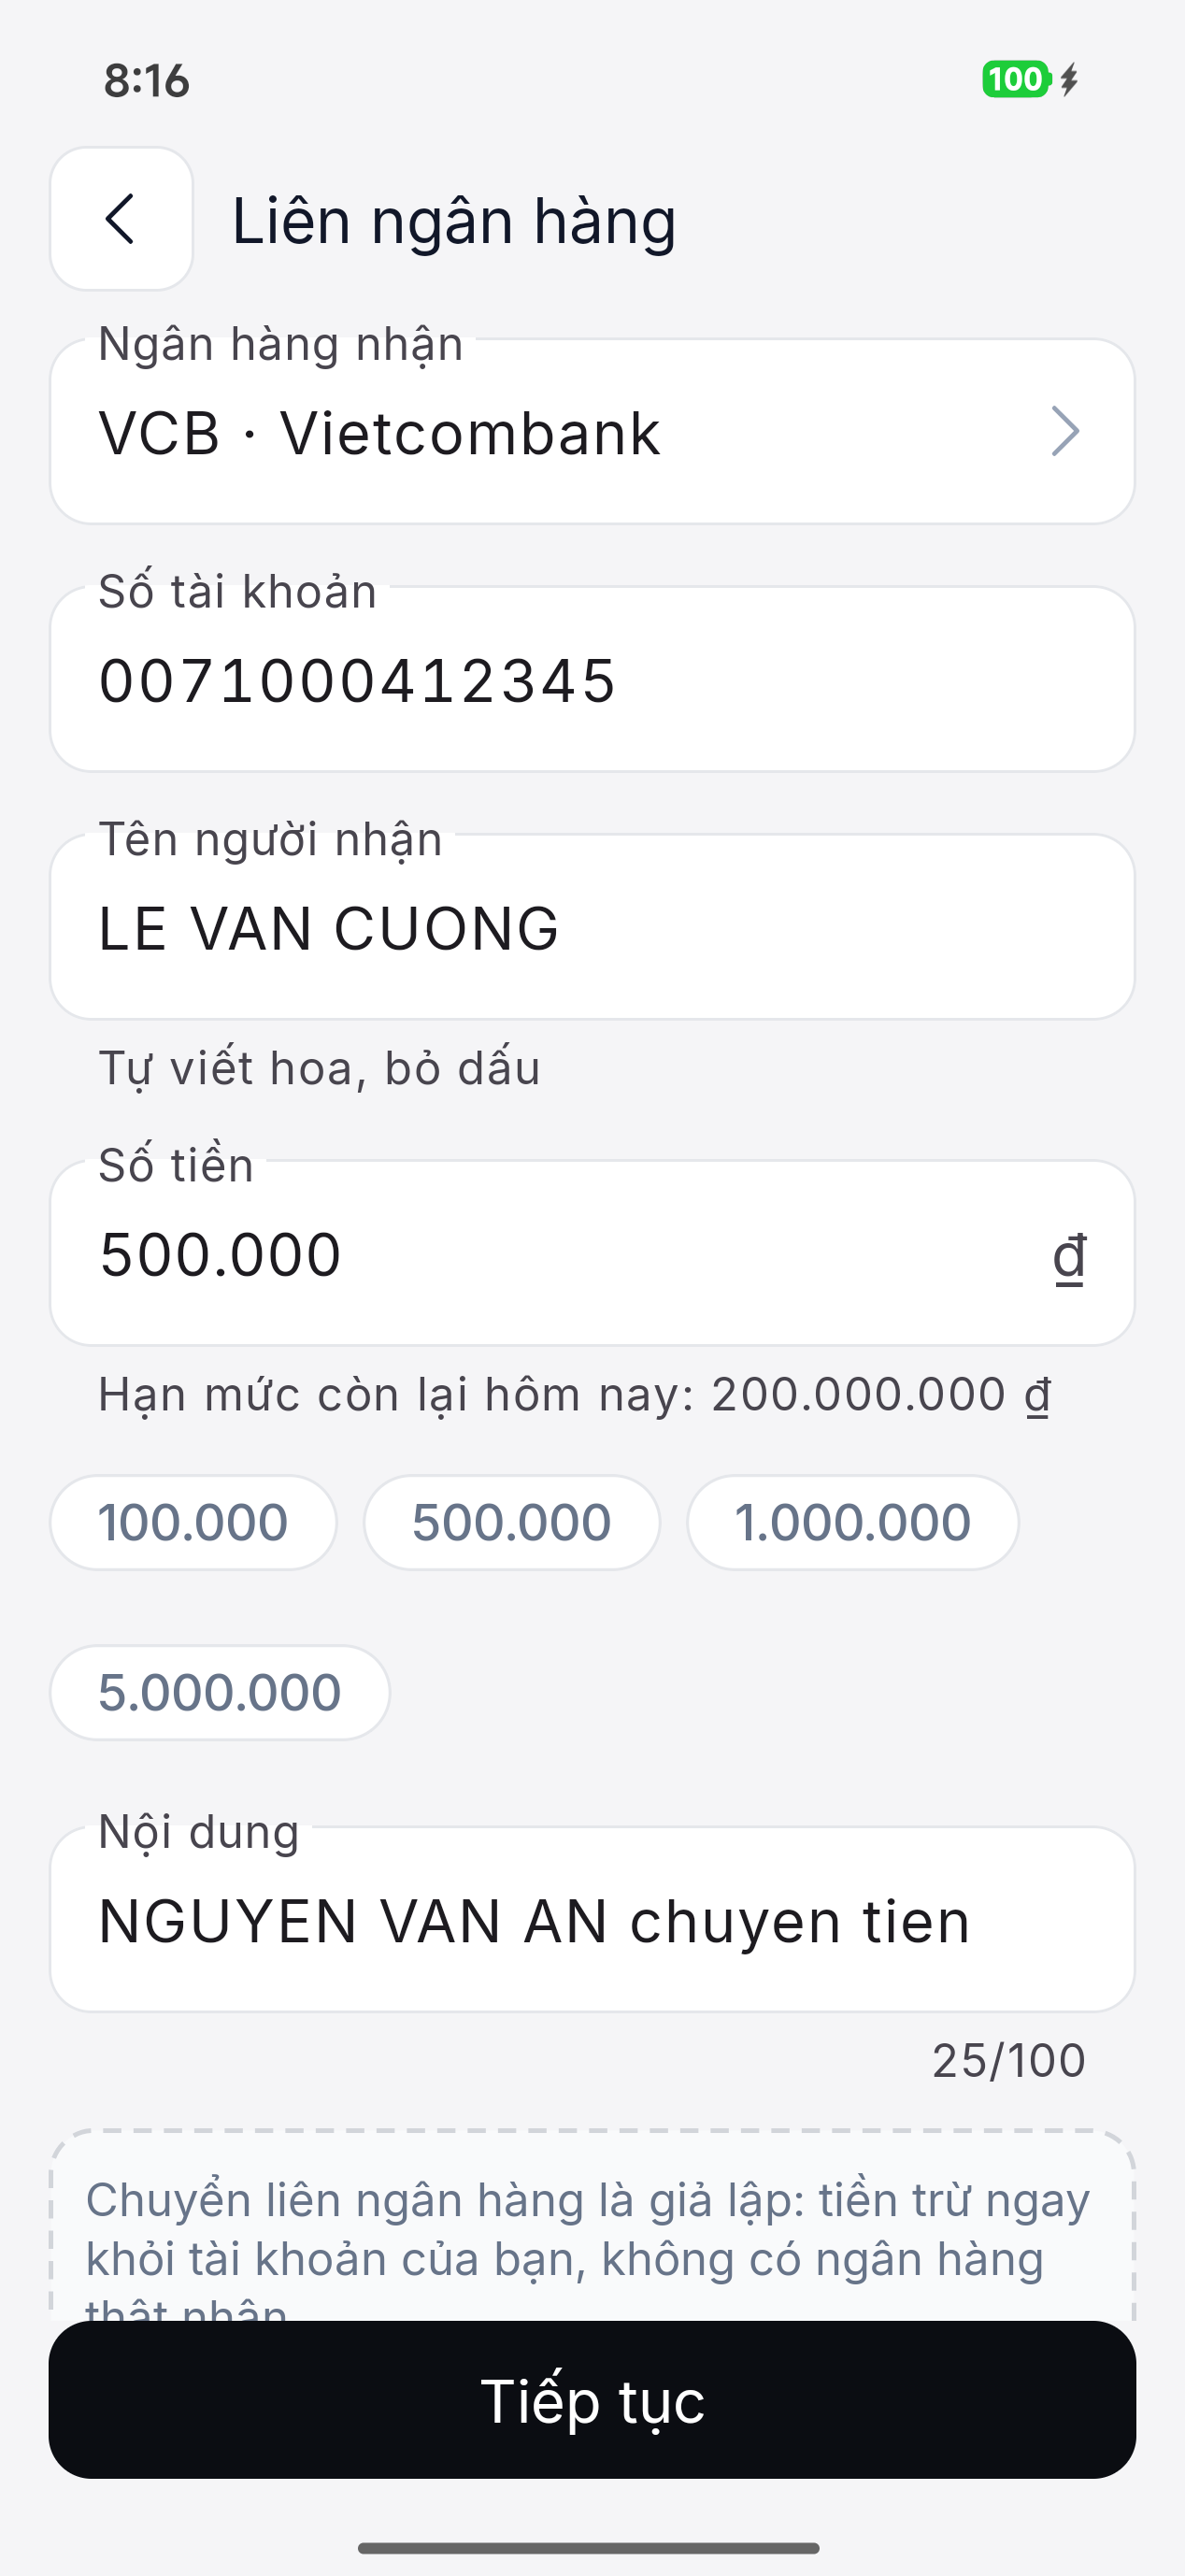 8:16
100
Liên ngân hàng
Ngân hàng nhận
VCB · Vietcombank
Số tài khoản
0071000412345
Tên người nhận
LE VAN CUONG
Tự viết hoa, bỏ dấu
Số tiền
500.000 ₫
Hạn mức còn lại hôm nay: 200.000.000 ₫
100.000 500.000 1.000.000
5.000.000
Nội dung
NGUYEN VAN AN chuyen tien
25/100
Chuyển liên ngân hàng là giả lập: tiền trừ ngay
khỏi tài khoản của bạn, không có ngân hàng
thật nhận
Tiếp tục